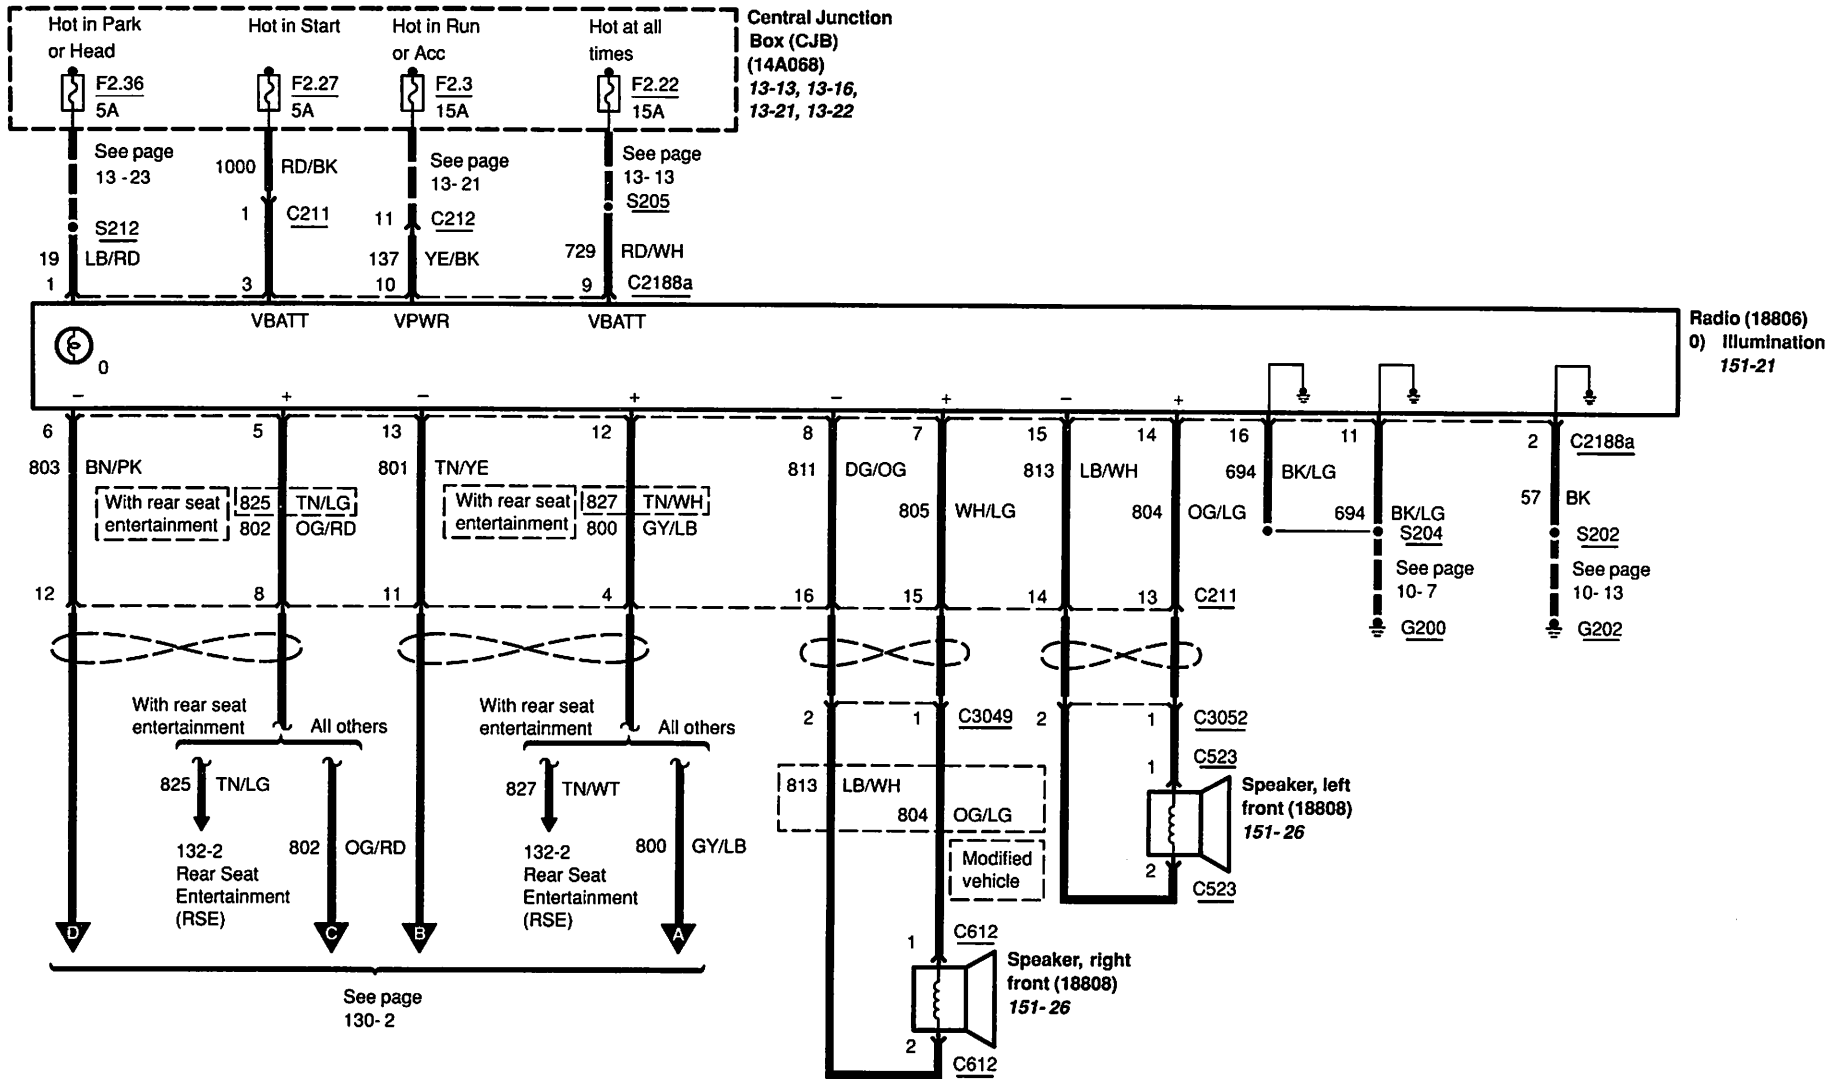 Hot in Park
or Head
Hot in Start
Hot in Run
or Acc
Hot at all
times
Central Junction
Box (CJB)
(14A068)
13-13, 13-16,
13-21, 13-22
F2.36
5A
F2.27
5A
F2.3
15A
F2.22
15A
See page
13 -23
1000 RD/BK
See page
13- 21
See page
13- 13
S205
1 C211
11 C212
S212
19 LB/RD
137 YE/BK
729 RD/WH
1 3 10 9 C2188a
VBATT VPWR VBATT
Radio (18806)
0) Illumination
151-21
0
– + – + – + – +
6 5 13 12 8 7 15 14 16 11 2 C2188a
803 BN/PK
801 TN/YE
811 DG/OG
813 LB/WH
694 BK/LG
57 BK
With rear seat
entertainment
825 TN/LG
802 OG/RD
With rear seat
entertainment
827 TN/WH
800 GY/LB
805 WH/LG
804 OG/LG
694 BK/LG
S204
S202
See page
10- 7
See page
10- 13
G200
G202
12 8 11 4 16 15 14 13 C211
With rear seat
entertainment
All others
With rear seat
entertainment
All others
2 1 C3049
2 1 C3052
825 TN/LG
827 TN/WT
1 C523
Speaker, left
front (18808)
151- 26
813 LB/WH
804 OG/LG
132-2
Rear Seat
Entertainment
(RSE)
802 OG/RD
132-2
Rear Seat
Entertainment
(RSE)
800 GY/LB
Modified
vehicle
2
C523
D C B A
1 C612
Speaker, right
front (18808)
151- 26
See page
130- 2
2
C612